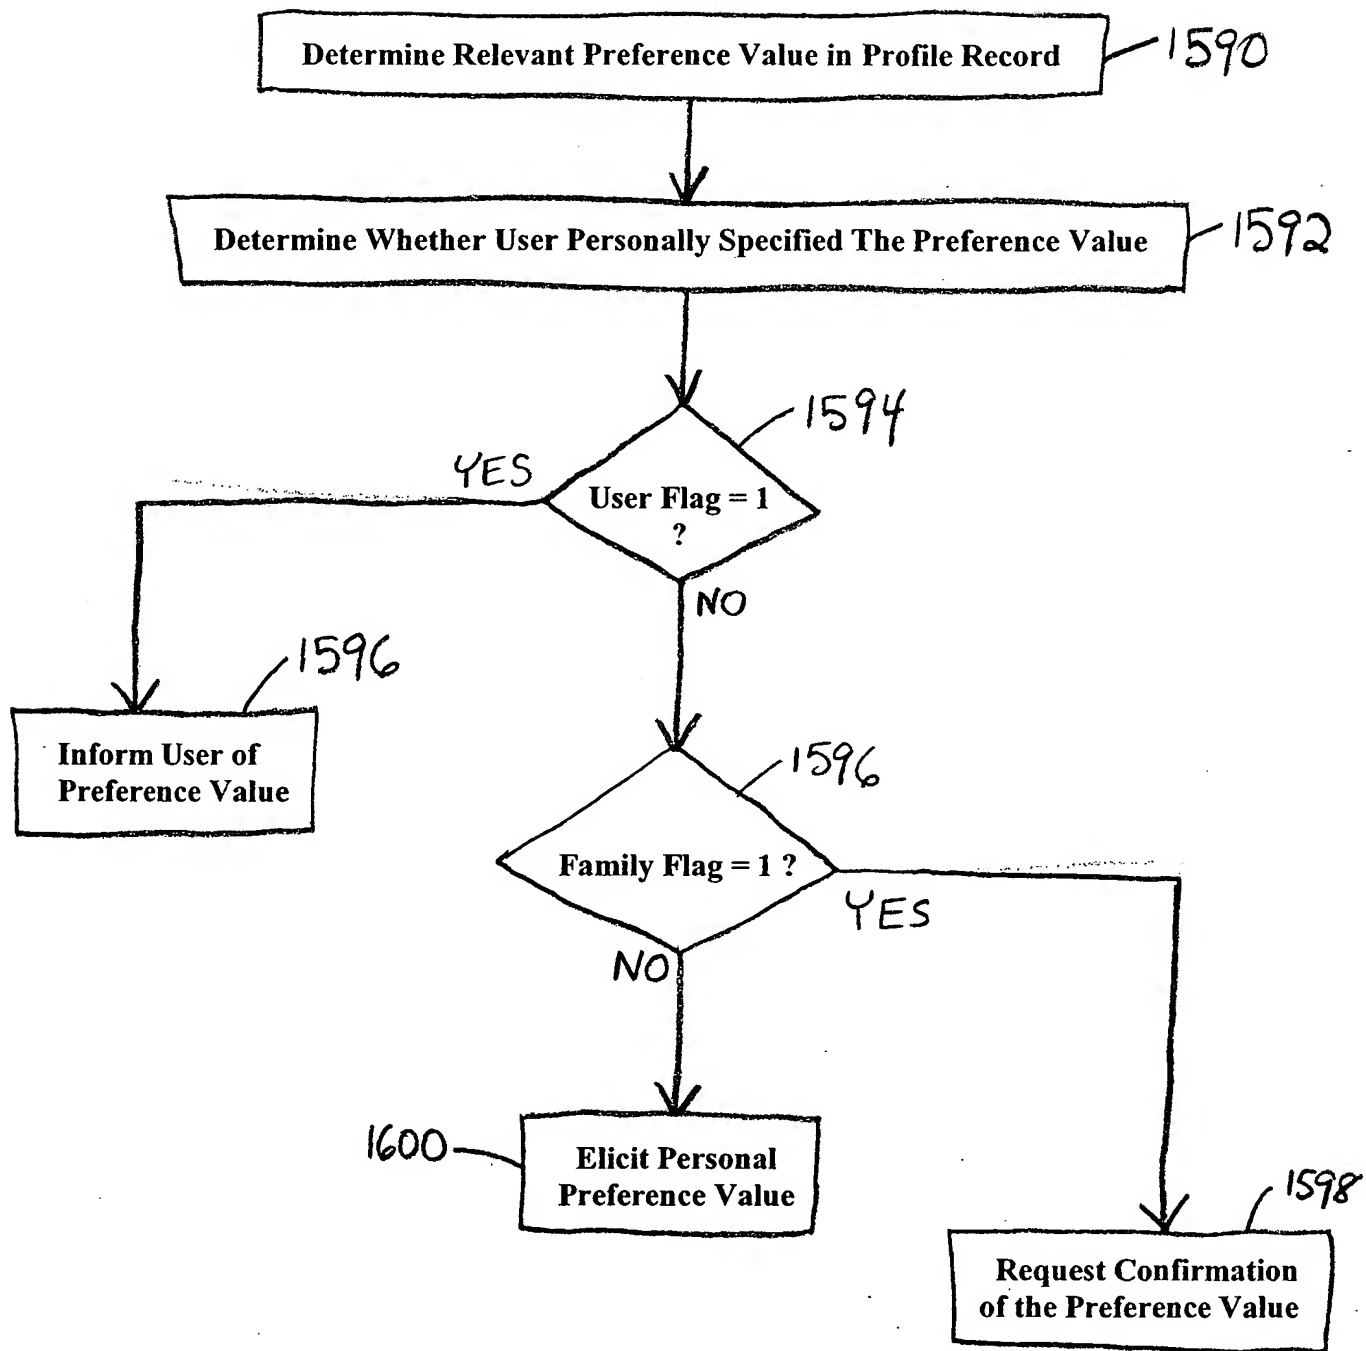 Determine Relevant Preference Value in Profile Record
1590
Determine Whether User Personally Specified The Preference Value
1592
1594
YES
User Flag = 1
?
NO
1596
Inform User of
Preference Value
1596
Family Flag = 1 ?
YES
NO
1600
Elicit Personal
Preference Value
1598
Request Confirmation
of the Preference Value